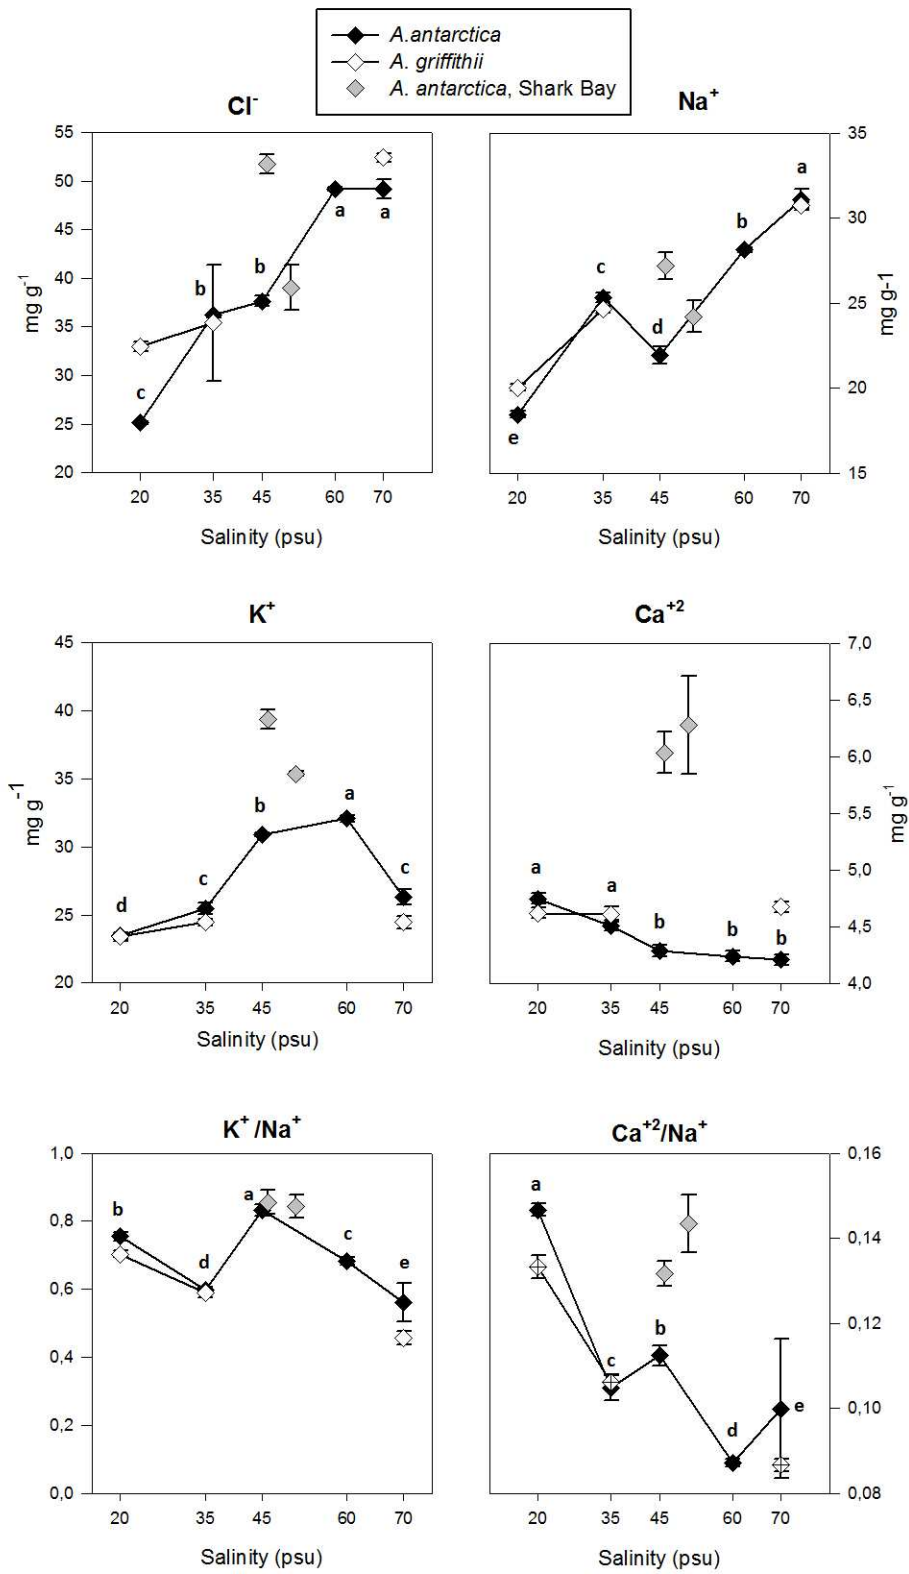 A.antarctica
A. griffithii
A. antarctica, Shark Bay
Cl-
55
50
45
40
35
30
25
20
mg g-1
c
b
b
a
a
20 35 45 60 70
Salinity (psu)
Na+
35
30
25
20
15
mg g-1
e
c
d
b
a
20 35 45 60 70
Salinity (psu)
K+
45
40
35
30
25
20
mg g-1
d
c
b
a
c
20 35 45 60 70
Salinity (psu)
Ca+2
7,0
6,5
6,0
5,5
5,0
4,5
4,0
mg g-1
a
a
b
b
b
20 35 45 60 70
Salinity (psu)
K+ /Na+
1,0
0,8
0,6
0,4
0,2
0,0
b
d
a
c
e
20 35 45 60 70
Salinity (psu)
Ca+2/Na+
0,16
0,14
0,12
0,10
0,08
a
c
b
d
e
20 35 45 60 70
Salinity (psu)